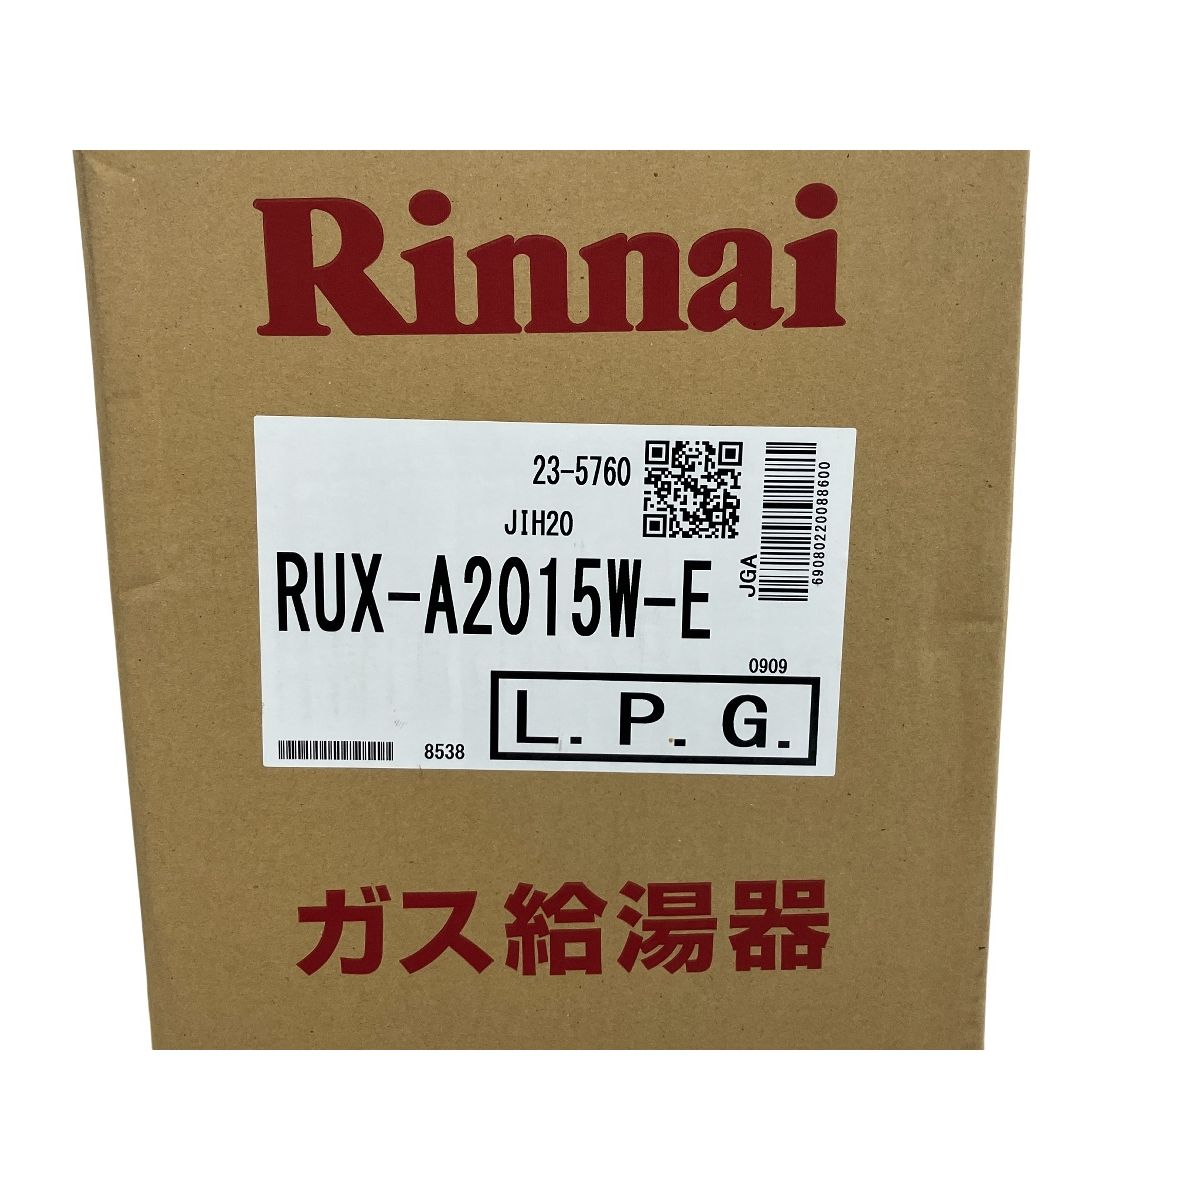 Rinnai
23-5760
JIH20
RUX-A2015W-E
JGA
69080220088600
0909
8538
L.P.G.
ガス給湯器